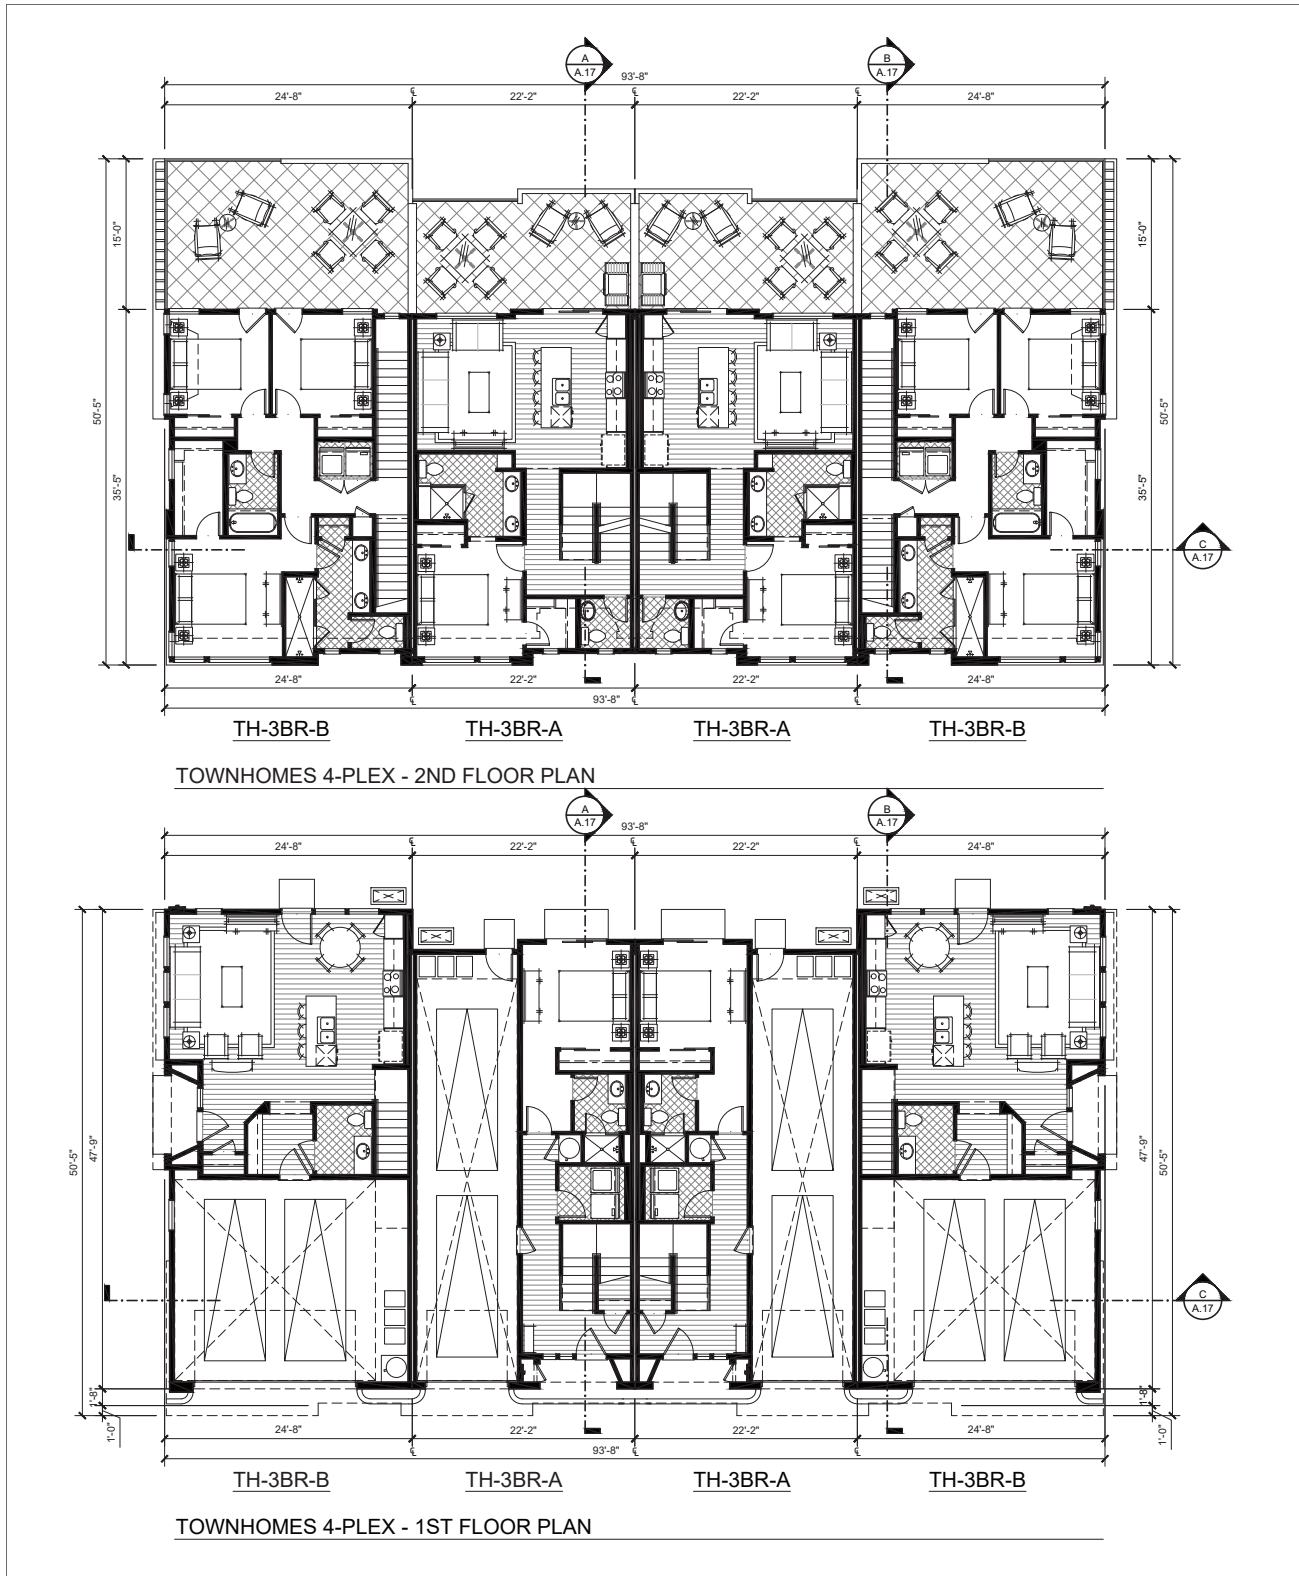 A
A.17
B
A.17
93'-8"
24'-8"
22'-2"
22'-2"
24'-8"
15'-0"
50'-5"
35'-5"
15'-0"
50'-5"
35'-5"
C
A.17
24'-8"
22'-2"
22'-2"
24'-8"
93'-8"
TH-3BR-B
TH-3BR-A
TH-3BR-A
TH-3BR-B
TOWNHOMES 4-PLEX - 2ND FLOOR PLAN
A
A.17
B
A.17
93'-8"
24'-8"
22'-2"
22'-2"
24'-8"
50'-5"
47'-9"
1'-8"
1'-0"
47'-9"
50'-5"
1'-8"
1'-0"
C
A.17
24'-8"
22'-2"
22'-2"
24'-8"
93'-8"
TH-3BR-B
TH-3BR-A
TH-3BR-A
TH-3BR-B
TOWNHOMES 4-PLEX - 1ST FLOOR PLAN